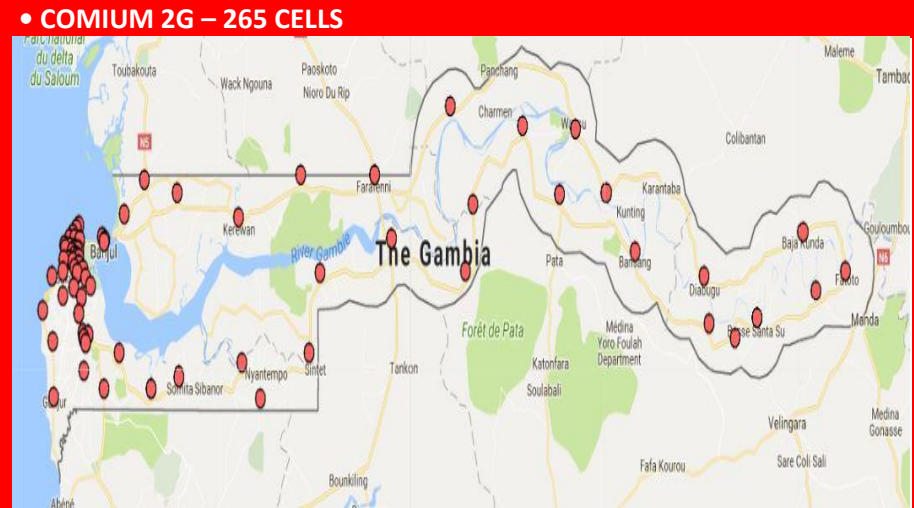 • COMIUM 2G – 265 CELLS
Parc national
du delta
du Saloum
Toubakouta
Wack Ngouna
Paoskoto
Nioro Du Rip
Panchang
Charmen
Maleme
Colibantan
N5
Farafenni
Kerewan
Karantaba
Kunting
Banjul
River Gambia
The Gambia
Pata
Bansang
Baja Kunda
Gouloumbou
N6
Diabugu
Fatoto
Manda
Forêt de Pata
Médina
Yoro Foulah
Department
Basse Santa Su
Katonfara
Soulabali
Tankon
Sintet
Nyantempo
Somita Sibanor
Gunjur
Velingara
Medina
Gonasse
Fafa Kourou
Sare Coli Sali
Bounkiling
Abéné